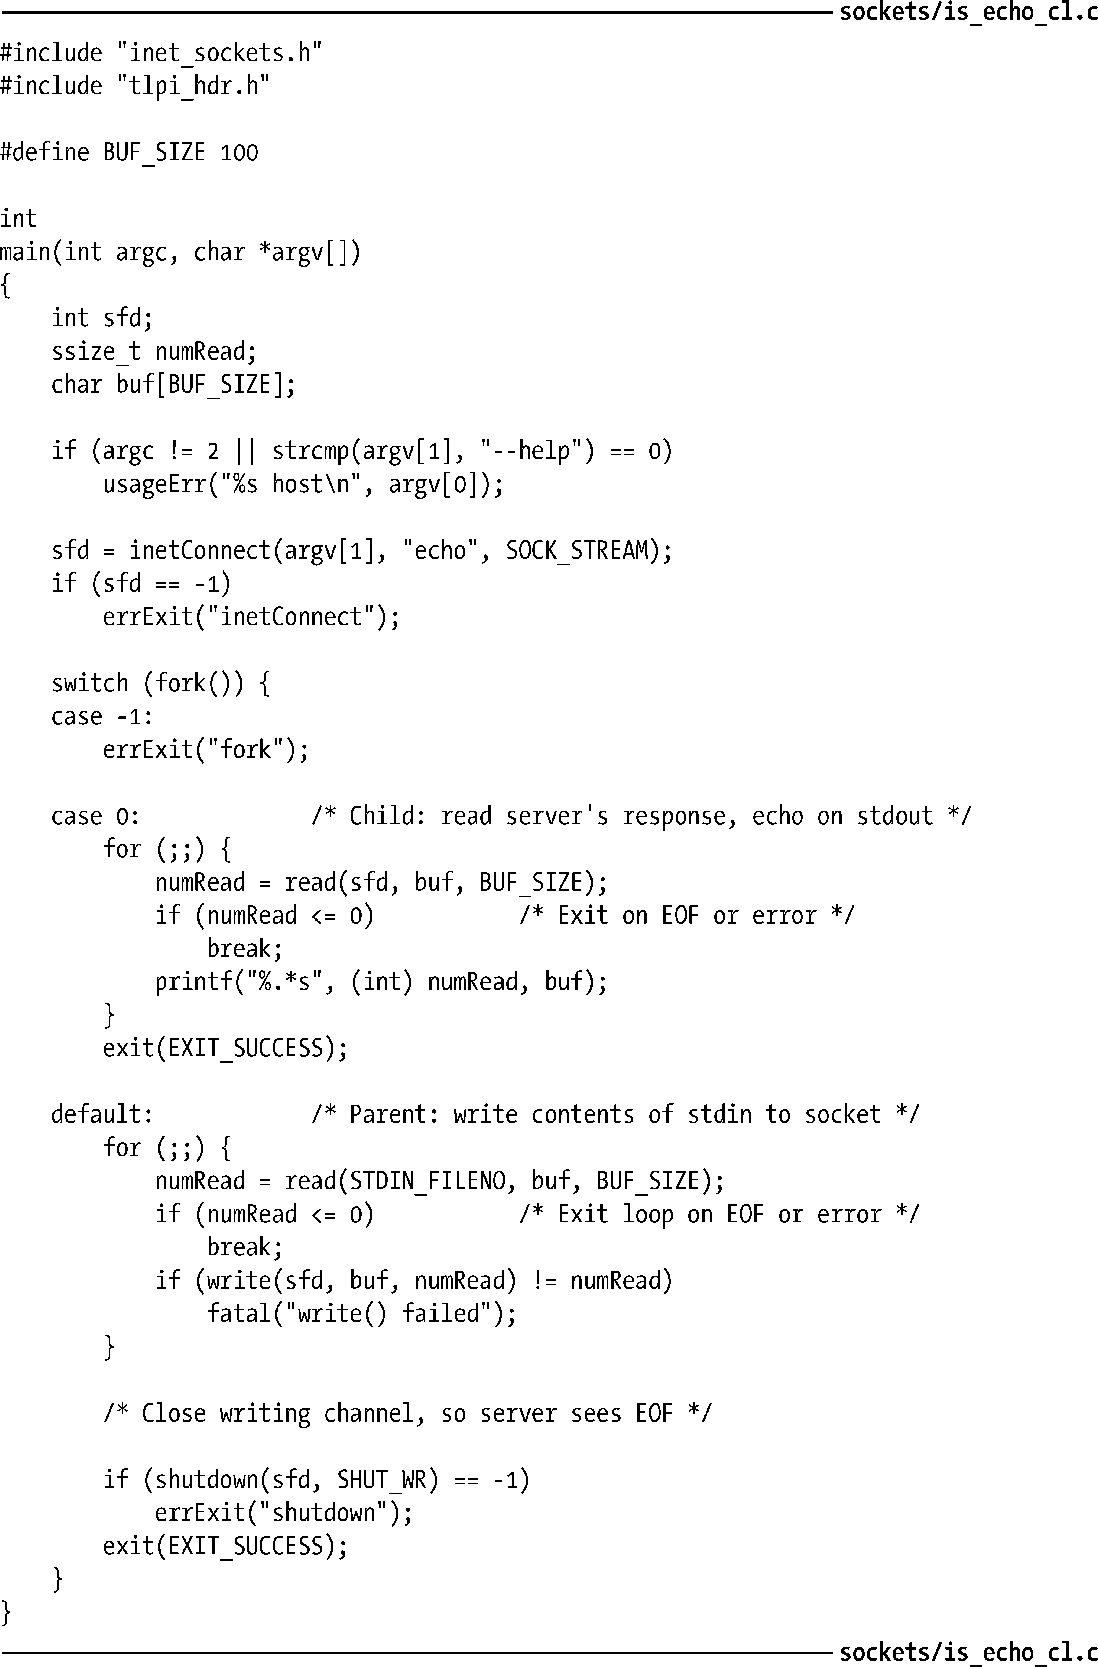 sockets/is_echo_cl.c
#include "inet_sockets.h"
#include "tlpi_hdr.h"

#define BUF_SIZE 100

int
main(int argc, char *argv[])
{
    int sfd;
    ssize_t numRead;
    char buf[BUF_SIZE];

    if (argc != 2 || strcmp(argv[1], "--help") == 0)
        usageErr("%s host\n", argv[0]);

    sfd = inetConnect(argv[1], "echo", SOCK_STREAM);
    if (sfd == -1)
        errExit("inetConnect");

    switch (fork()) {
    case -1:
        errExit("fork");

    case 0:             /* Child: read server's response, echo on stdout */
        for (;;) {
            numRead = read(sfd, buf, BUF_SIZE);
            if (numRead <= 0)           /* Exit on EOF or error */
                break;
            printf("%.*s", (int) numRead, buf);
        }
        exit(EXIT_SUCCESS);

    default:            /* Parent: write contents of stdin to socket */
        for (;;) {
            numRead = read(STDIN_FILENO, buf, BUF_SIZE);
            if (numRead <= 0)           /* Exit loop on EOF or error */
                break;
            if (write(sfd, buf, numRead) != numRead)
                fatal("write() failed");
        }

        /* Close writing channel, so server sees EOF */

        if (shutdown(sfd, SHUT_WR) == -1)
            errExit("shutdown");
        exit(EXIT_SUCCESS);
    }
}
sockets/is_echo_cl.c